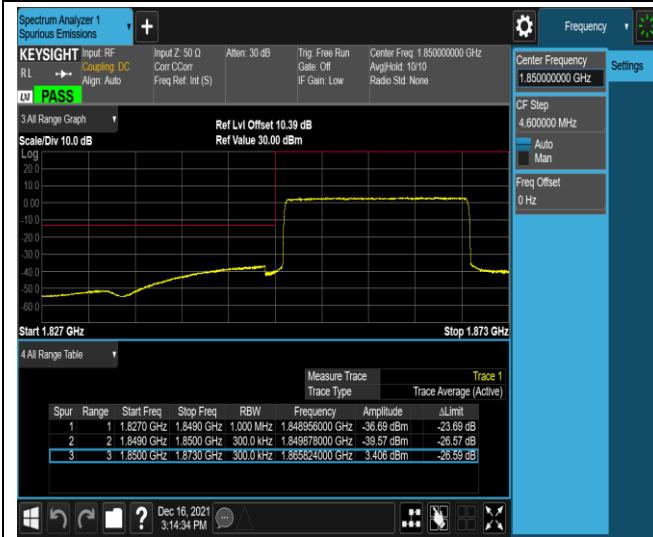 Spectrum Analyzer 1
Spurious Emissions
+
Frequency
KEYSIGHT
RL
LXI PASS
Input: RF
Coupling: DC
Align: Auto
Input Z: 50 Ω
Corr CCorr
Freq Ref: Int (S)
Atten: 30 dB
Trig: Free Run
Gate: Off
IF Gain: Low
Center Freq: 1.850000000 GHz
Avg|Hold: 10/10
Radio Std: None
Center Frequency
1.850000000 GHz
Settings
CF Step
4.600000 MHz
Auto
Man
Freq Offset
0 Hz
3 All Range Graph
Scale/Div 10.0 dB
Ref Lvl Offset 10.39 dB
Ref Value 30.00 dBm
Log
20.0
10.0
0.00
-10.0
-20.0
-30.0
-40.0
-50.0
-60.0
Start 1.827 GHz
Stop 1.873 GHz
4 All Range Table
Measure Trace Trace 1
Trace Type Trace Average (Active)
Spur Range Start Freq Stop Freq RBW Frequency Amplitude ΔLimit
1 1 1.8270 GHz 1.8490 GHz 1.000 MHz 1.848956000 GHz -36.69 dBm -23.69 dB
2 2 1.8490 GHz 1.8500 GHz 300.0 kHz 1.849878000 GHz -39.57 dBm -26.57 dB
3 3 1.8500 GHz 1.8730 GHz 300.0 kHz 1.865824000 GHz 3.406 dBm -26.59 dB
?
Dec 16, 2021
3:14:34 PM